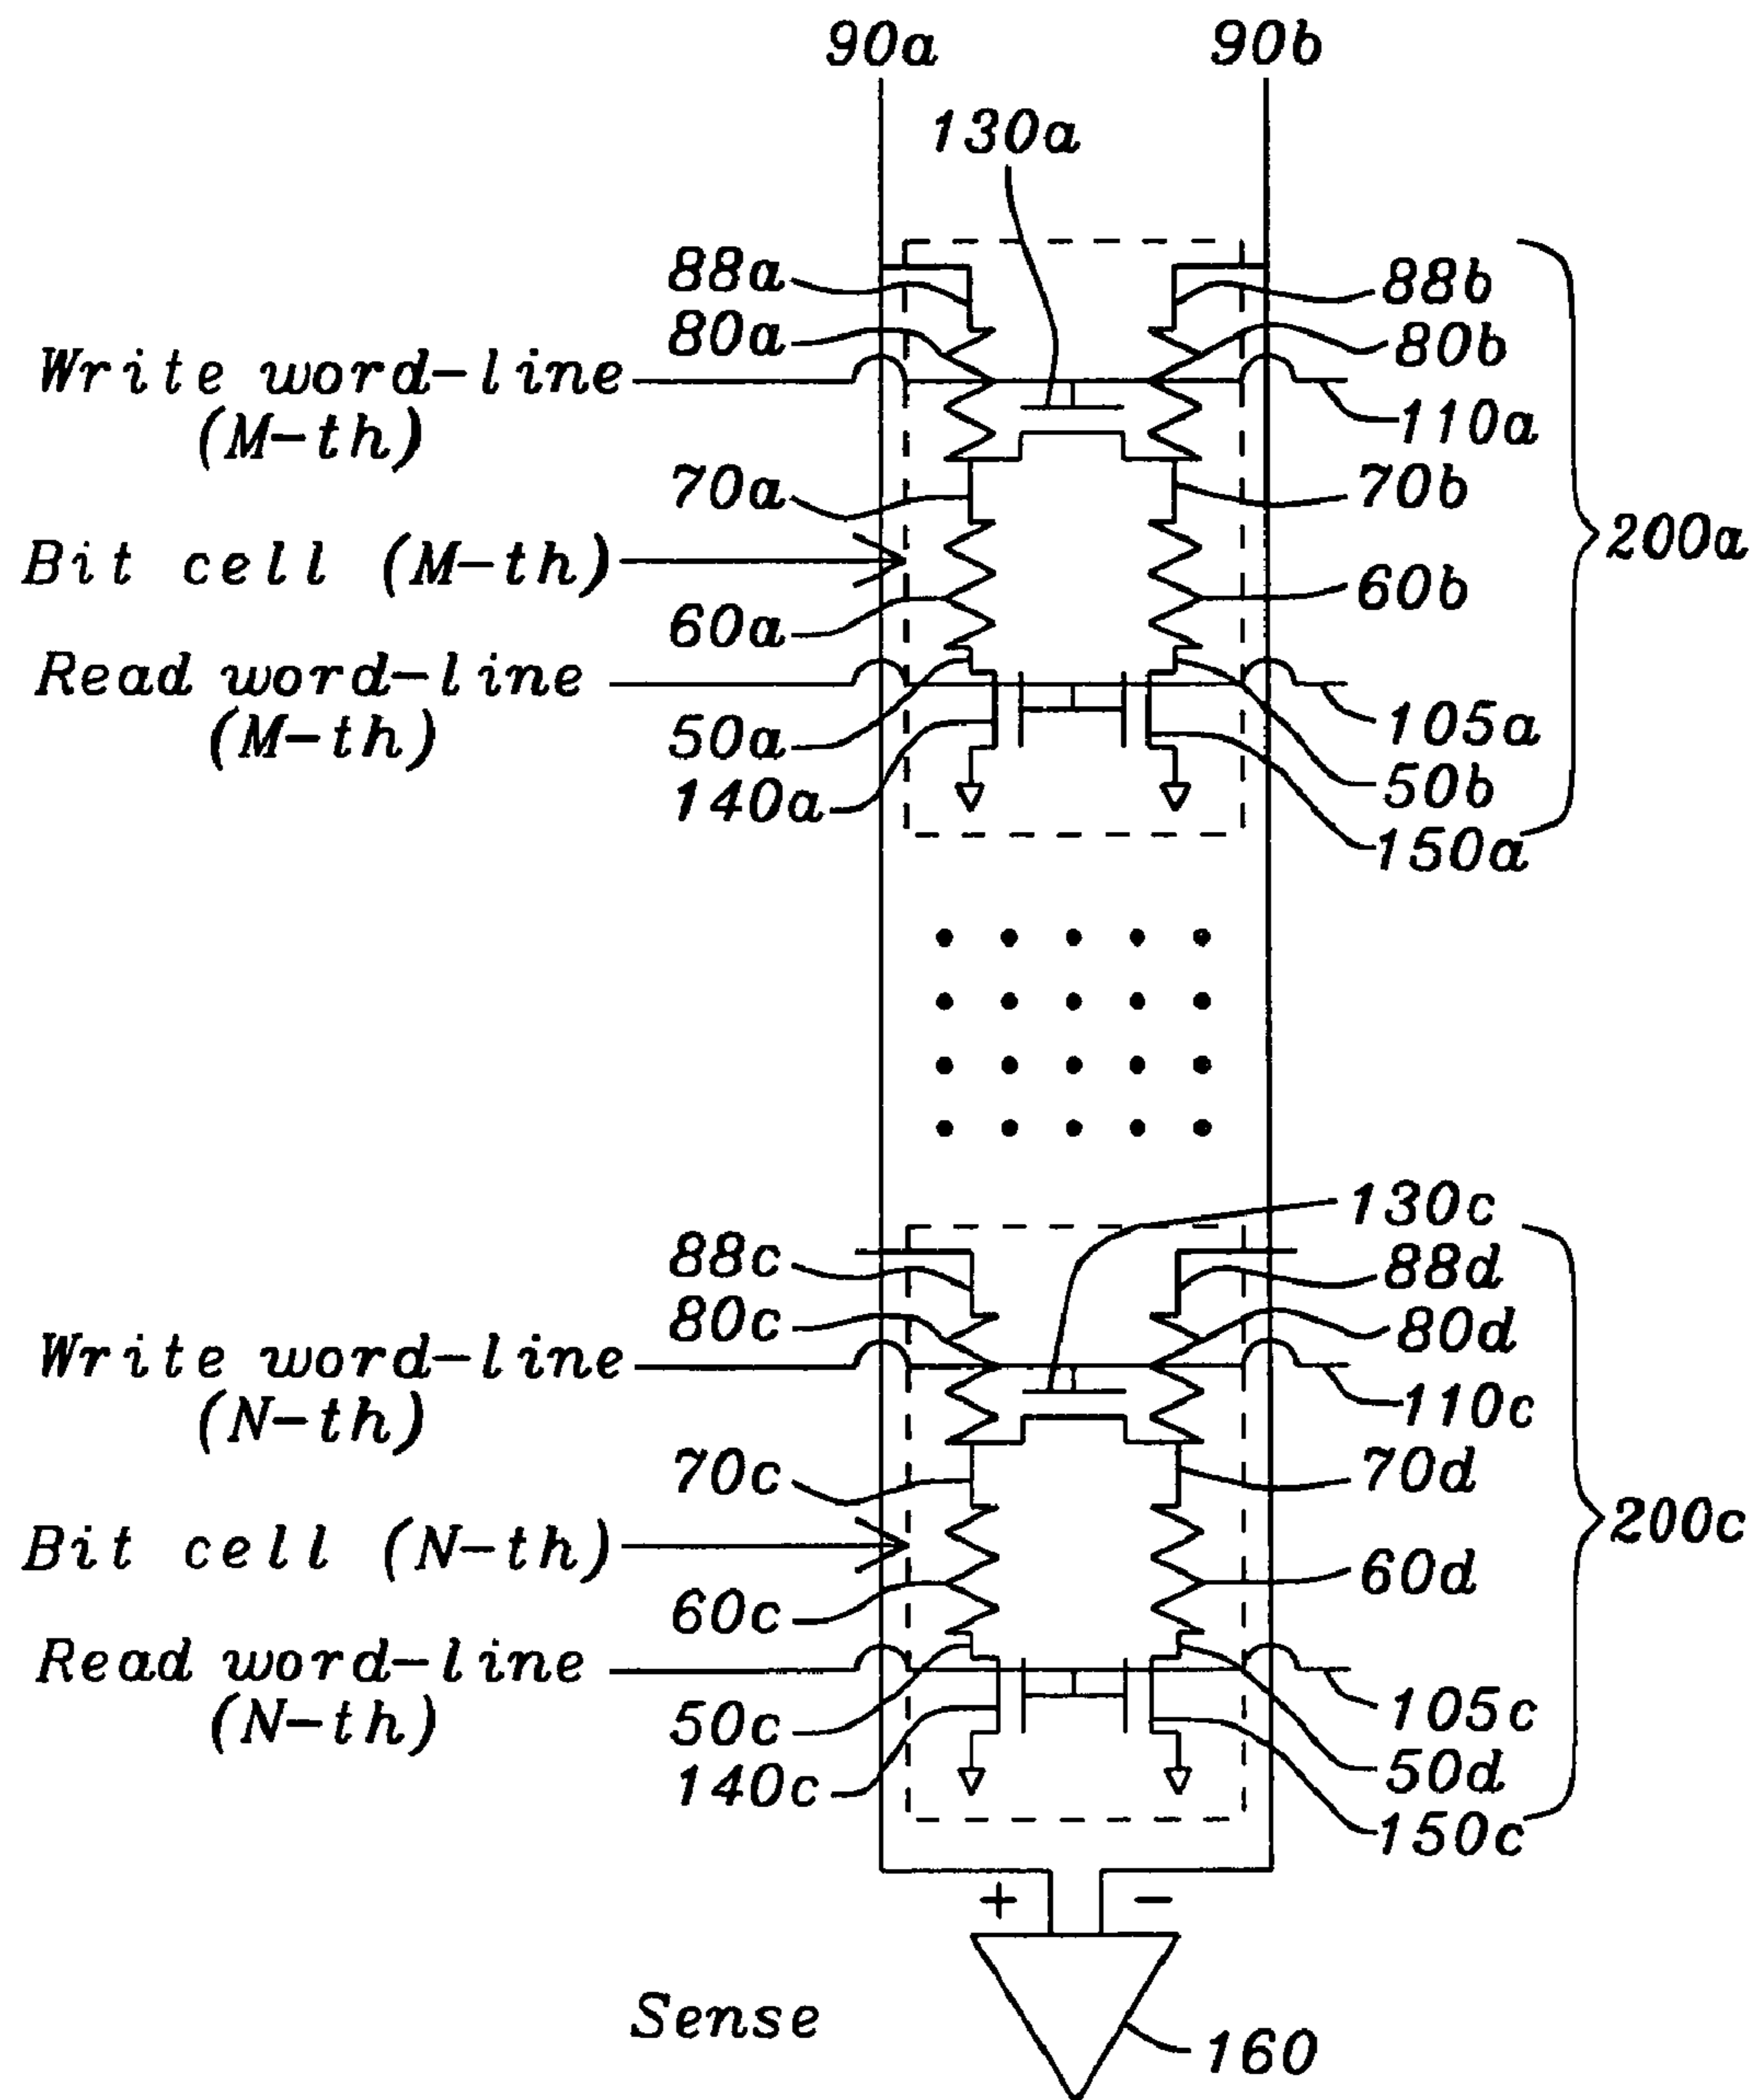 90a 90b
130a
88a 88b
80a 80b
Write word-line
(M-th)
110a
70a 70b
200a
Bit cell (M-th)
60a 60b
Read word-line
(M-th)
50a 105a
140a 50b
150a
130c
88c 88d
80c 80d
Write word-line
(N-th)
110c
70c 70d
200c
Bit cell (N-th)
60c 60d
Read word-line
(N-th)
50c 105c
140c 50d
150c
+ −
Sense
160